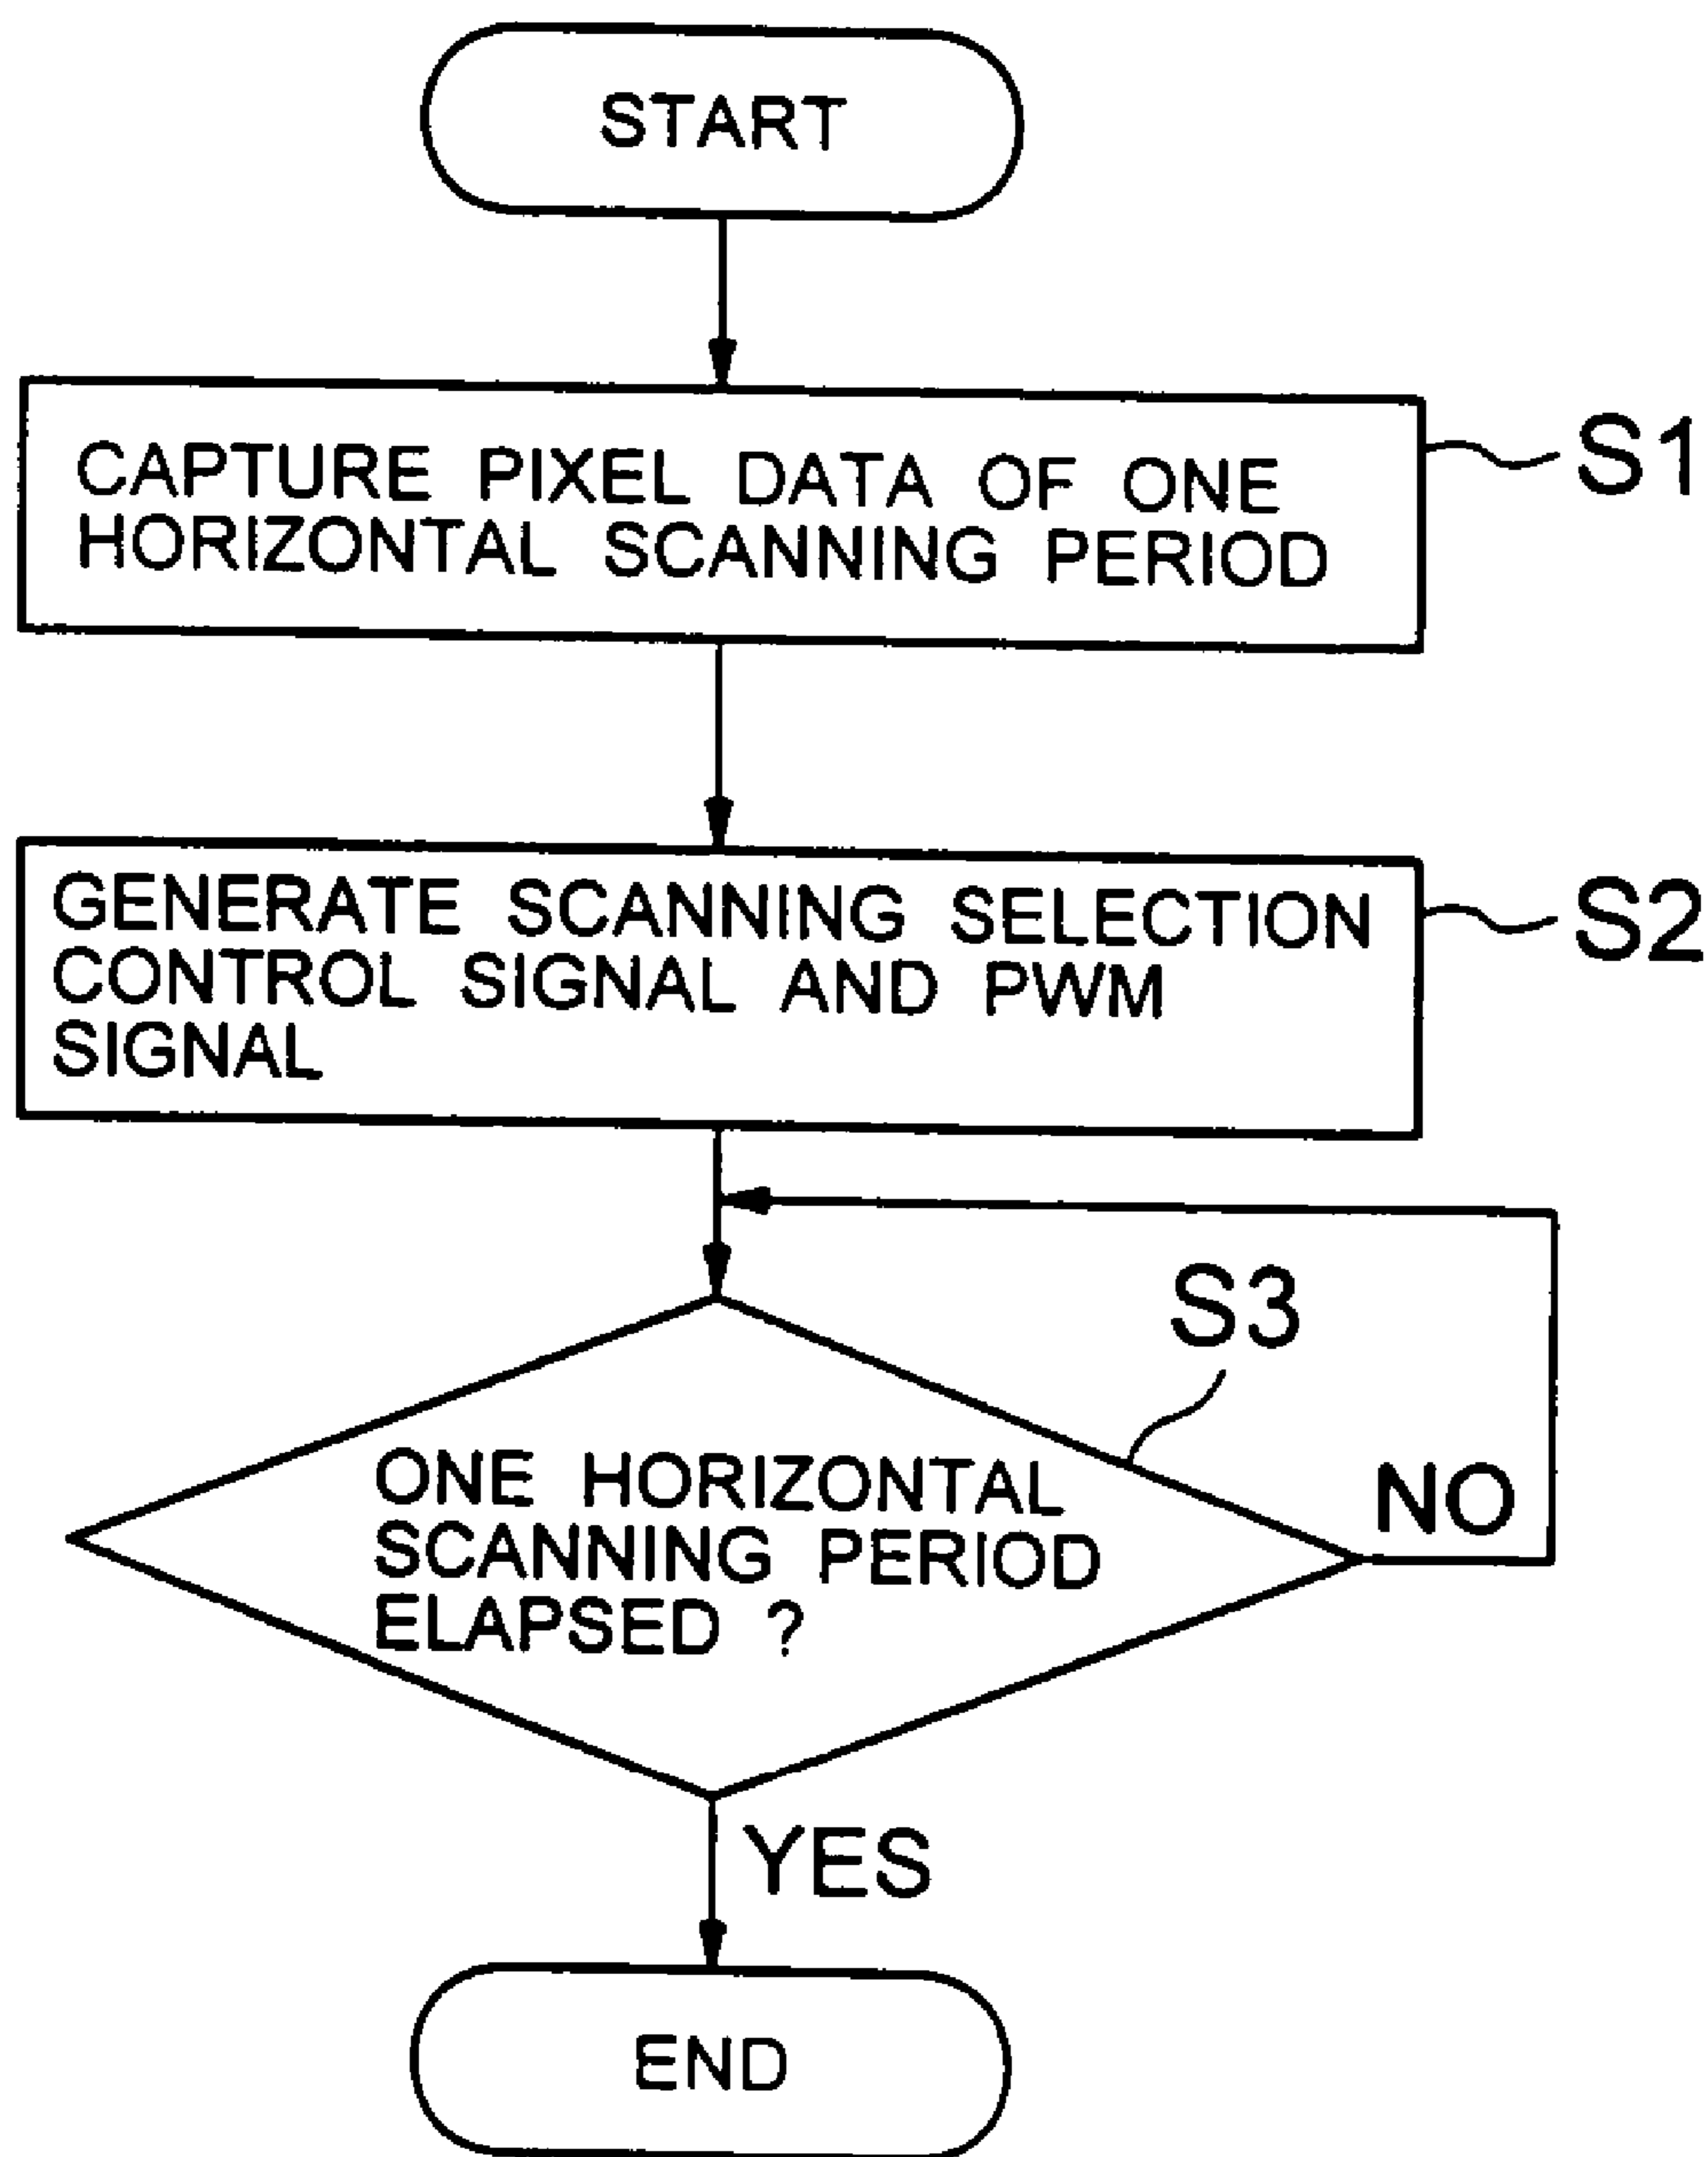 START
CAPTURE PIXEL DATA OF ONE
HORIZONTAL SCANNING PERIOD
S1
GENERATE SCANNING SELECTION
CONTROL SIGNAL AND PWM
SIGNAL
S2
S3
ONE HORIZONTAL
SCANNING PERIOD
ELAPSED ?
NO
YES
END